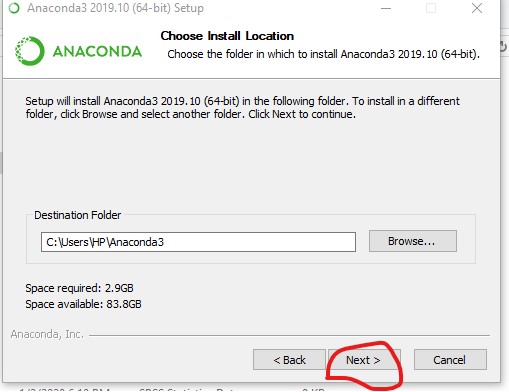 Anaconda3 2019.10 (64-bit) Setup
ANACONDA
Choose Install Location
Choose the folder in which to install Anaconda3 2019.10 (64-bit).
Setup will install Anaconda3 2019.10 (64-bit) in the following folder. To install in a different
folder, click Browse and select another folder. Click Next to continue.
Destination Folder
C:\Users\HP\Anaconda3
Browse...
Space required: 2.9GB
Space available: 83.8GB
Anaconda, Inc.
< Back
Next >
Cancel